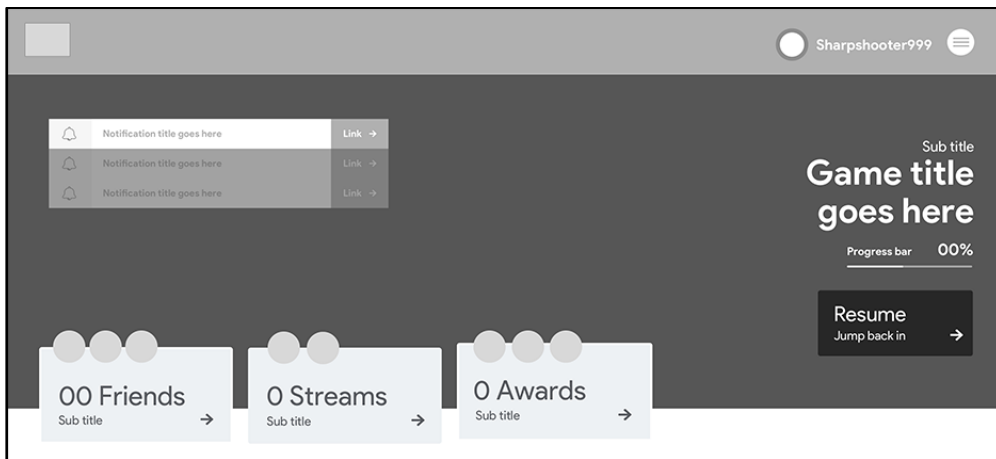 Sharpshooter999
Notification title goes here Link →
Notification title goes here Link →
Notification title goes here Link →
Sub title
Game title
goes here
Progress bar 00%
Resume
Jump back in →
00 Friends
Sub title →
0 Streams
Sub title →
0 Awards
Sub title →